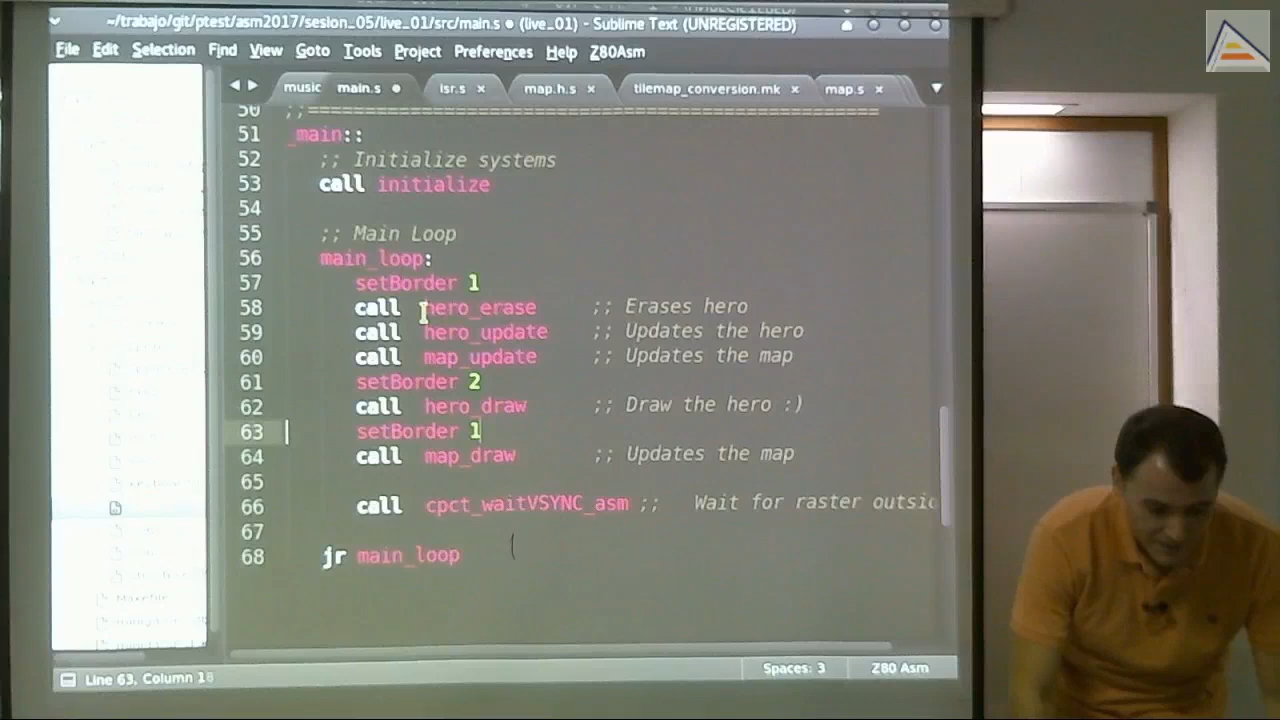 ~/trabajo/git/ptest/asm2017/sesion_05/live_01/src/main.s • (live_01) - Sublime Text (UNREGISTERED)
File Edit Selection Find View Goto Tools Project Preferences Help Z80Asm
music main.s isr.s × map.h.s × tilemap_conversion.mk × map.s ×
50 ;;====================================================
51 _main::
52 ;; Initialize systems
53 call initialize
54
55 ;; Main Loop
56 main_loop:
57 setBorder 1
58 call hero_erase ;; Erases hero
59 call hero_update ;; Updates the hero
60 call map_update ;; Updates the map
61 setBorder 2
62 call hero_draw ;; Draw the hero :)
63 setBorder 1
64 call map_draw ;; Updates the map
65
66 call cpct_waitVSYNC_asm ;; Wait for raster outsid
67
68 jr main_loop
Makefile
Line 63, Column 18 Spaces: 3 Z80 Asm